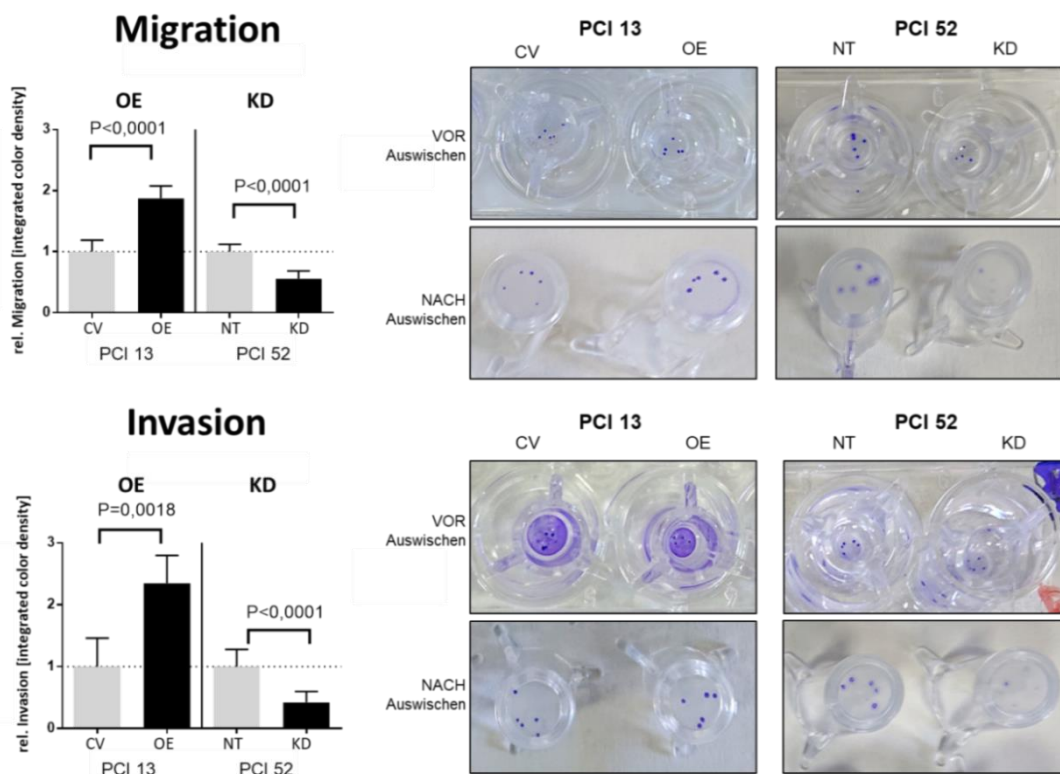 Migration
OE
KD
P<0,0001
P<0,0001
rel. Migration [integrated color density]
3
2
1
0
CV
OE
NT
KD
PCI 13
PCI 52
PCI 13
CV
OE
PCI 52
NT
KD
VOR
Auswischen
NACH
Auswischen
Invasion
OE
KD
P=0,0018
P<0,0001
rel. Invasion [integrated color density]
3
2
1
0
CV
OE
NT
KD
PCI 13
PCI 52
PCI 13
CV
OE
PCI 52
NT
KD
VOR
Auswischen
NACH
Auswischen